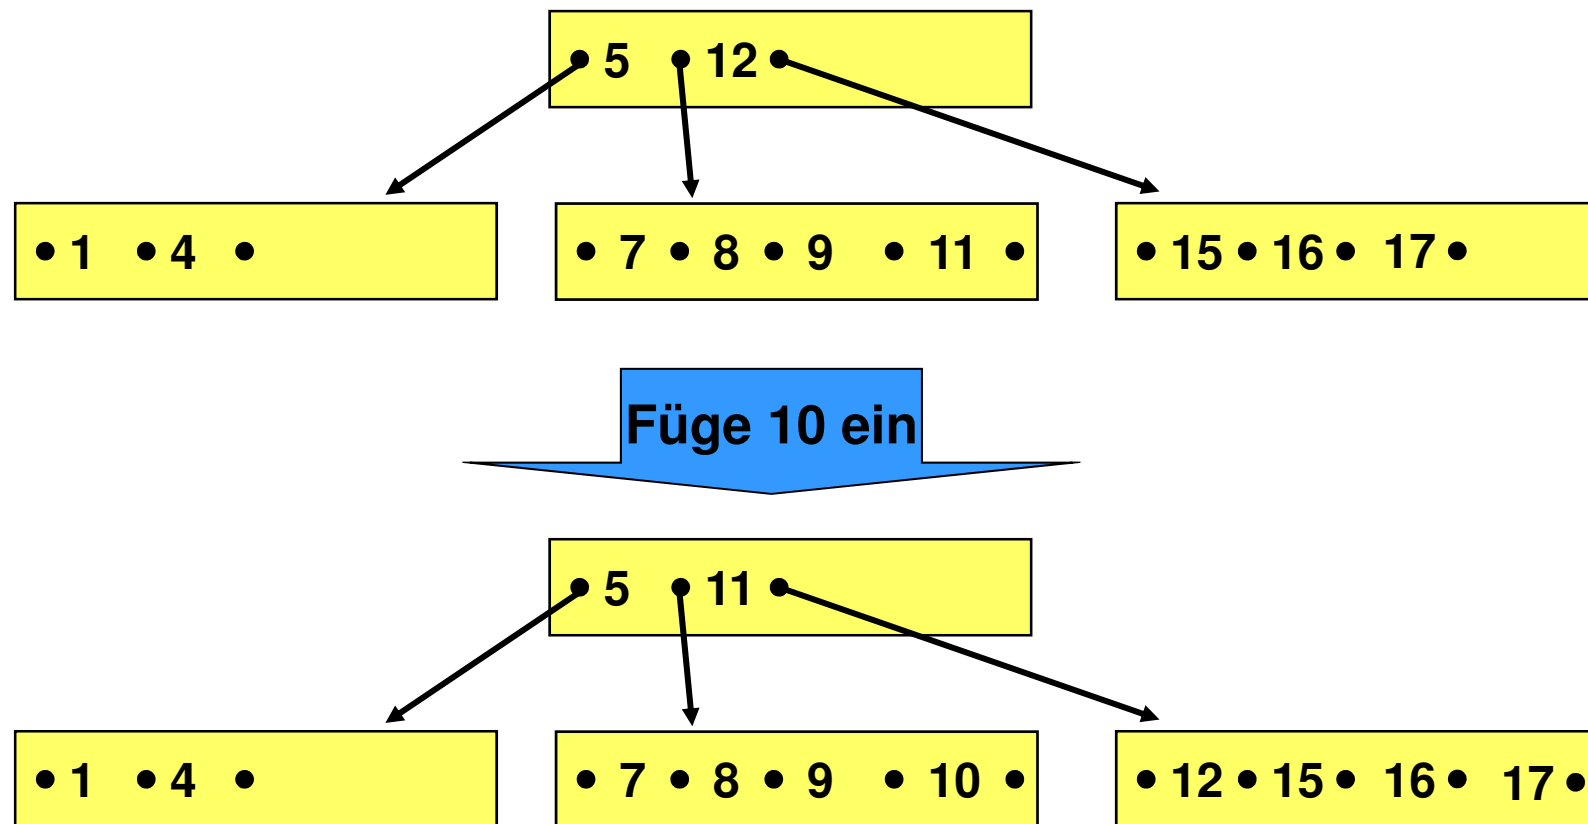 • 5 • 12 •
• 1 • 4 •
• 7 • 8 • 9 • 11 •
• 15 • 16 • 17 •
Füge 10 ein
• 5 • 11 •
• 1 • 4 •
• 7 • 8 • 9 • 10 •
• 12 • 15 • 16 • 17 •